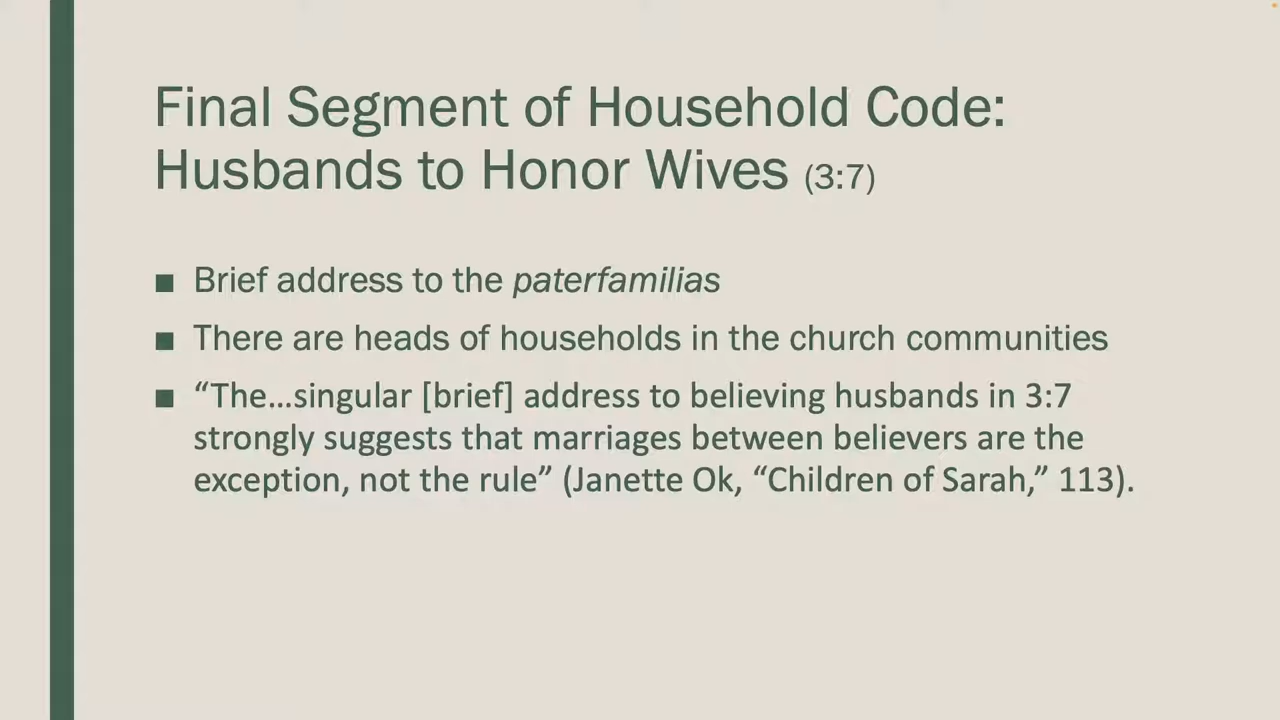 Final Segment of Household Code:
Husbands to Honor Wives (3:7)
■ Brief address to the paterfamilias
■ There are heads of households in the church communities
■ “The…singular [brief] address to believing husbands in 3:7
strongly suggests that marriages between believers are the
exception, not the rule” (Janette Ok, “Children of Sarah,” 113).